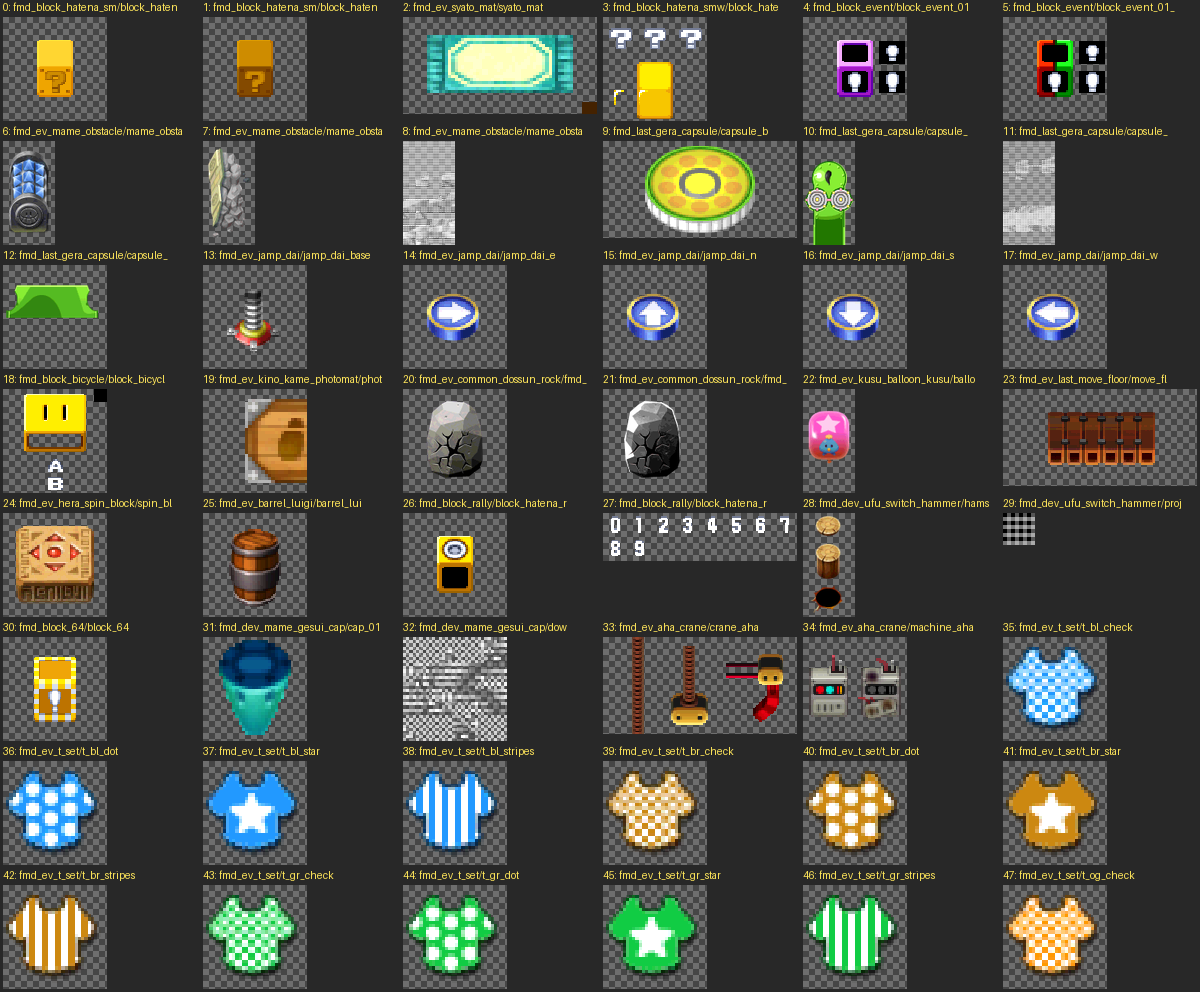 0: fmd_block_hatena_sm/block_haten
1: fmd_block_hatena_sm/block_haten
2: fmd_ev_syato_mat/syato_mat
3: fmd_block_hatena_smw/block_hate
4: fmd_block_event/block_event_01
5: fmd_block_event/block_event_01_
?
?
? ? ?
6: fmd_ev_mame_obstacle/mame_obsta
7: fmd_ev_mame_obstacle/mame_obsta
8: fmd_ev_mame_obstacle/mame_obsta
9: fmd_last_gera_capsule/capsule_b
10: fmd_last_gera_capsule/capsule_
11: fmd_last_gera_capsule/capsule_
12: fmd_last_gera_capsule/capsule_
13: fmd_ev_jamp_dai/jamp_dai_base
14: fmd_ev_jamp_dai/jamp_dai_e
15: fmd_ev_jamp_dai/jamp_dai_n
16: fmd_ev_jamp_dai/jamp_dai_s
17: fmd_ev_jamp_dai/jamp_dai_w
18: fmd_block_bicycle/block_bicycl
19: fmd_ev_kino_kame_photomat/phot
20: fmd_ev_common_dossun_rock/fmd_
21: fmd_ev_common_dossun_rock/fmd_
22: fmd_ev_kusu_balloon_kusu/ballo
23: fmd_ev_last_move_floor/move_fl
A
B
24: fmd_ev_hera_spin_block/spin_bl
25: fmd_ev_barrel_luigi/barrel_lui
26: fmd_block_rally/block_hatena_r
27: fmd_block_rally/block_hatena_r
28: fmd_dev_ufu_switch_hammer/hams
29: fmd_dev_ufu_switch_hammer/proj
0 1 2 3 4 5 6 7
8 9
30: fmd_block_64/block_64
31: fmd_dev_mame_gesui_cap/cap_01
32: fmd_dev_mame_gesui_cap/dow
33: fmd_ev_aha_crane/crane_aha
34: fmd_ev_aha_crane/machine_aha
35: fmd_ev_t_set/t_bl_check
!
36: fmd_ev_t_set/t_bl_dot
37: fmd_ev_t_set/t_bl_star
38: fmd_ev_t_set/t_bl_stripes
39: fmd_ev_t_set/t_br_check
40: fmd_ev_t_set/t_br_dot
41: fmd_ev_t_set/t_br_star
42: fmd_ev_t_set/t_br_stripes
43: fmd_ev_t_set/t_gr_check
44: fmd_ev_t_set/t_gr_dot
45: fmd_ev_t_set/t_gr_star
46: fmd_ev_t_set/t_gr_stripes
47: fmd_ev_t_set/t_og_check